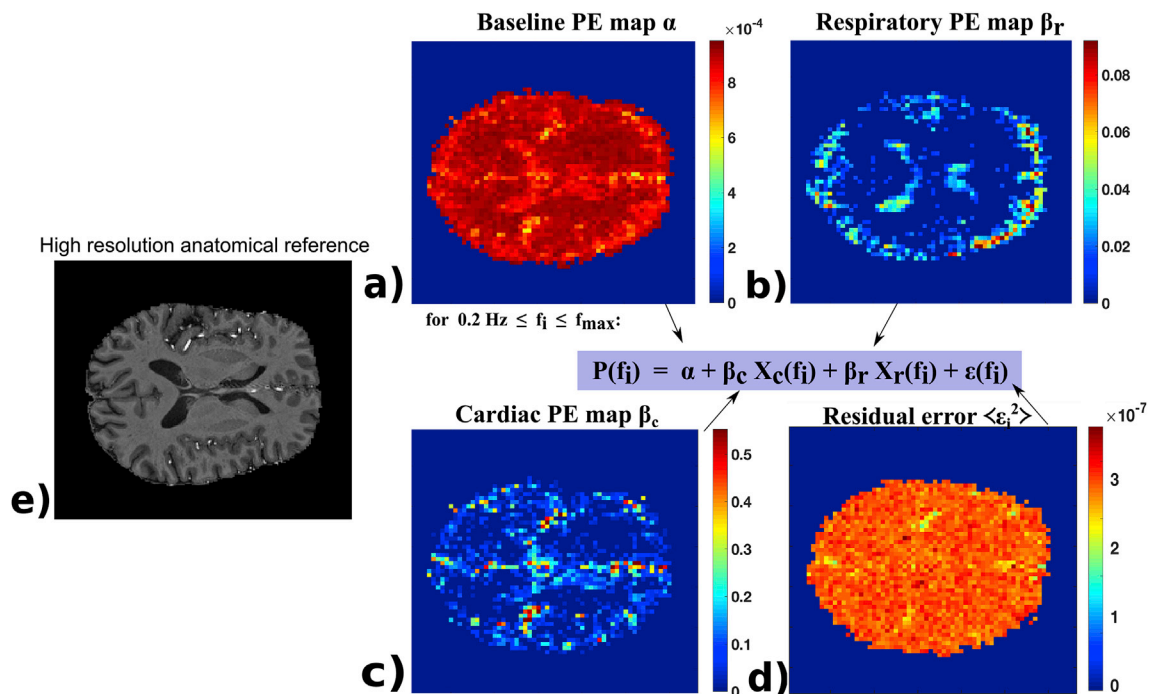 Baseline PE map α
Respiratory PE map βr
×10⁻⁴
8
6
4
2
0
0.08
0.06
0.04
0.02
0
a)
b)
High resolution anatomical reference
for 0.2 Hz ≤ fi ≤ fmax:
P(fi) = α + βc Xc(fi) + βr Xr(fi) + ε(fi)
e)
Cardiac PE map βc
Residual error <εi²>
×10⁻⁷
0.5
0.4
0.3
0.2
0.1
0
3
2
1
0
c)
d)